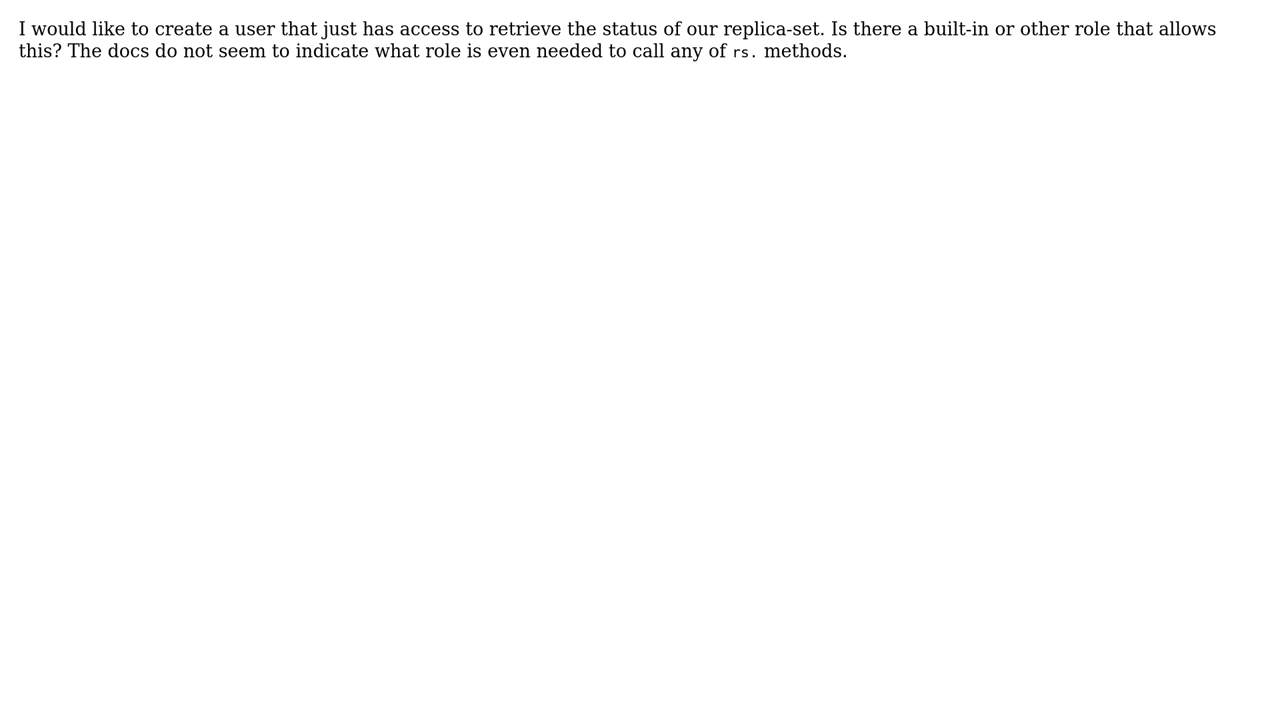 I would like to create a user that just has access to retrieve the status of our replica-set. Is there a built-in or other role that allows
this? The docs do not seem to indicate what role is even needed to call any of rs. methods.